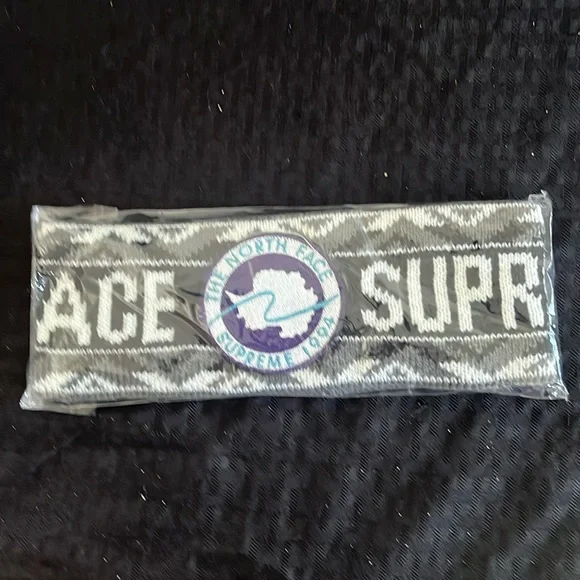 ACE
THE NORTH FACE
SUPREME 1994
SUPR